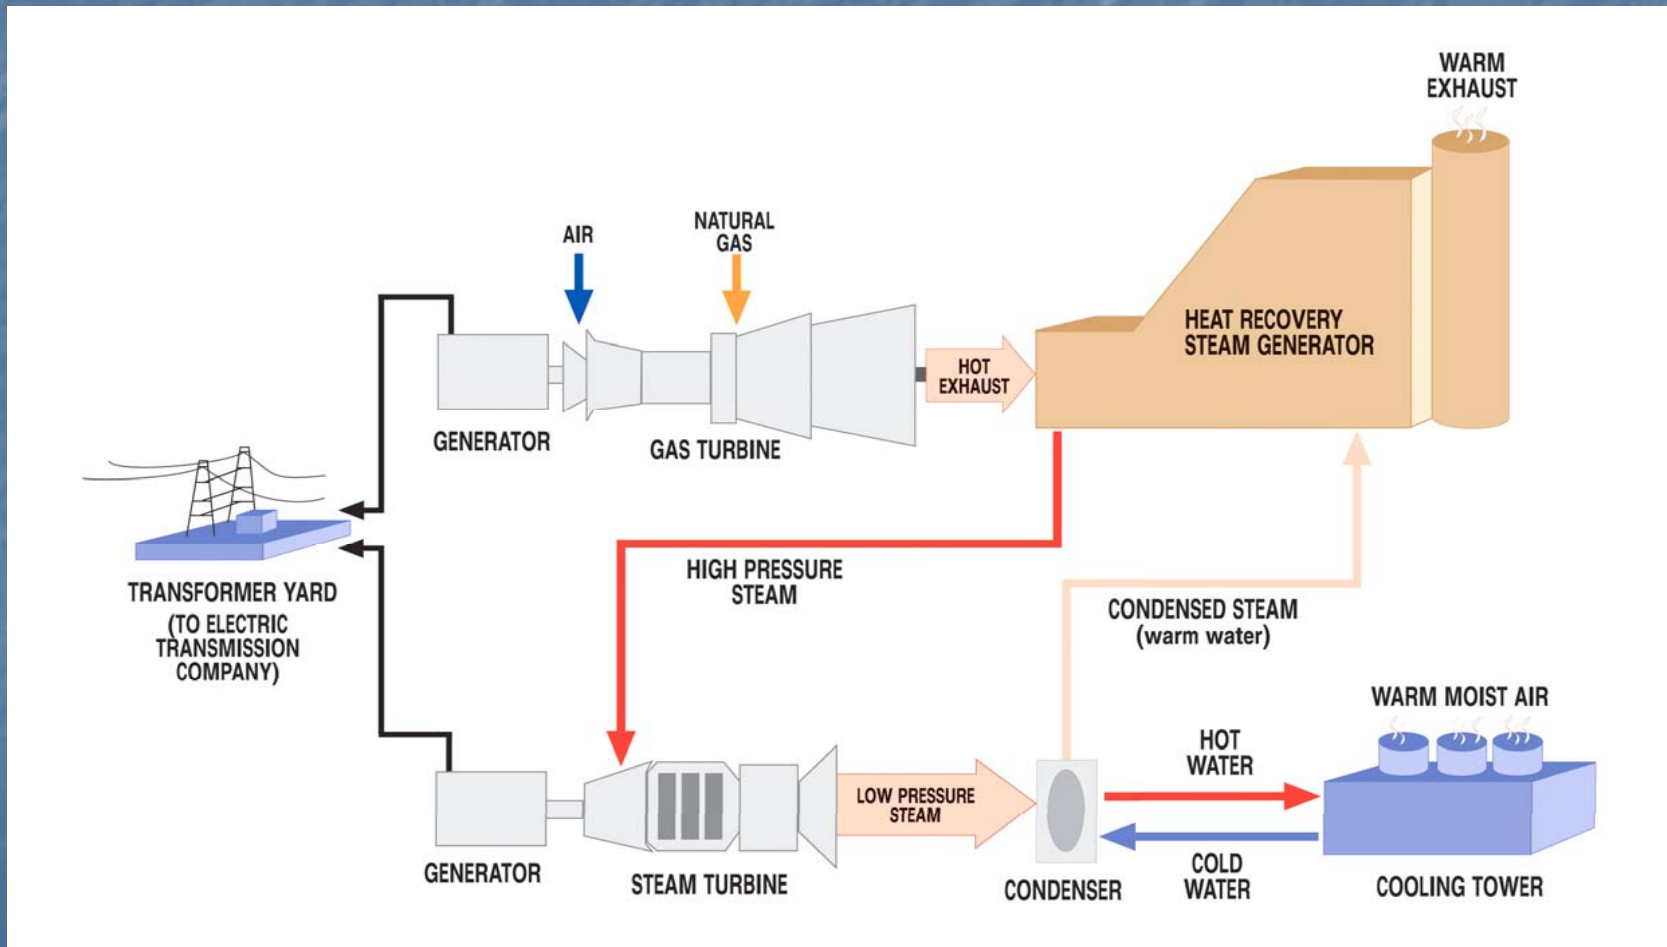 WARM
EXHAUST
AIR
NATURAL
GAS
HEAT RECOVERY
STEAM GENERATOR
HOT
EXHAUST
GENERATOR
GAS TURBINE
HIGH PRESSURE
STEAM
TRANSFORMER YARD
(TO ELECTRIC
TRANSMISSION
COMPANY)
CONDENSED STEAM
(warm water)
WARM MOIST AIR
HOT
WATER
LOW PRESSURE
STEAM
GENERATOR
STEAM TURBINE
CONDENSER
COLD
WATER
COOLING TOWER